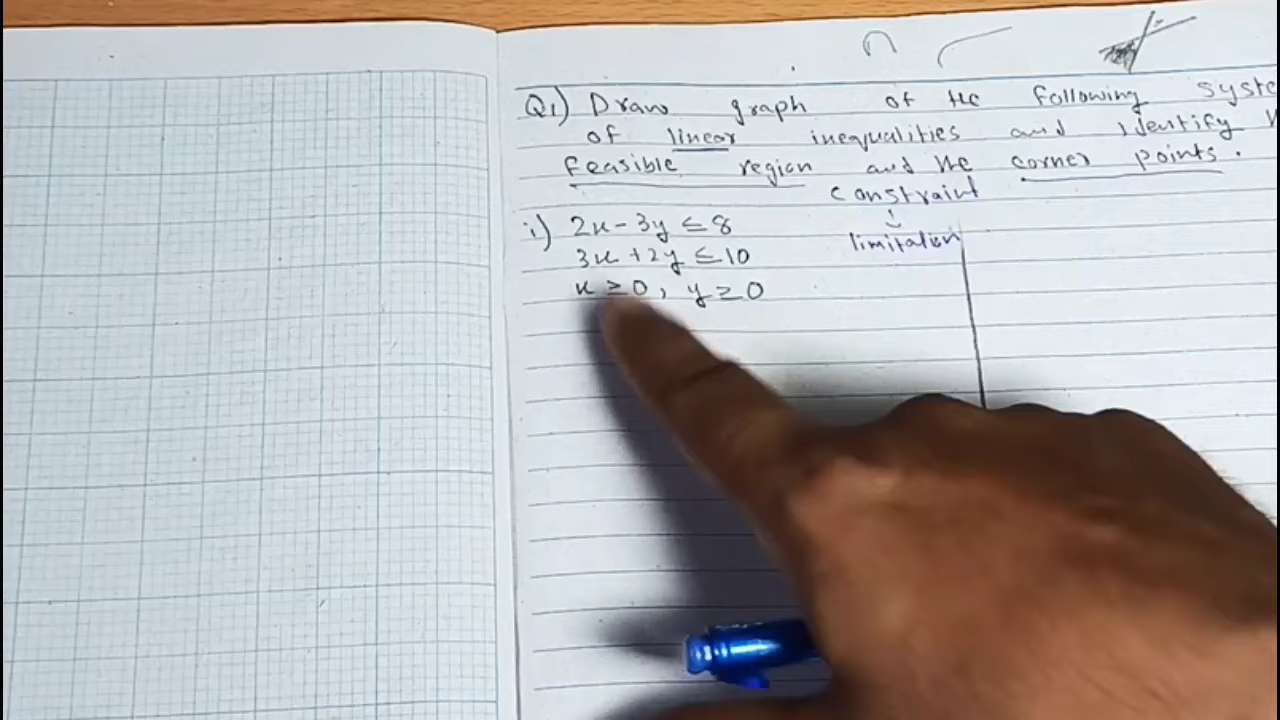 Q1) Draw graph of the following syste
of linear inequalities and identify
feasible region and the corner points.
constraint
limitation
i) 2x - 3y ≤ 8
3x + 2y ≤ 10
x ≥ 0, y ≥ 0